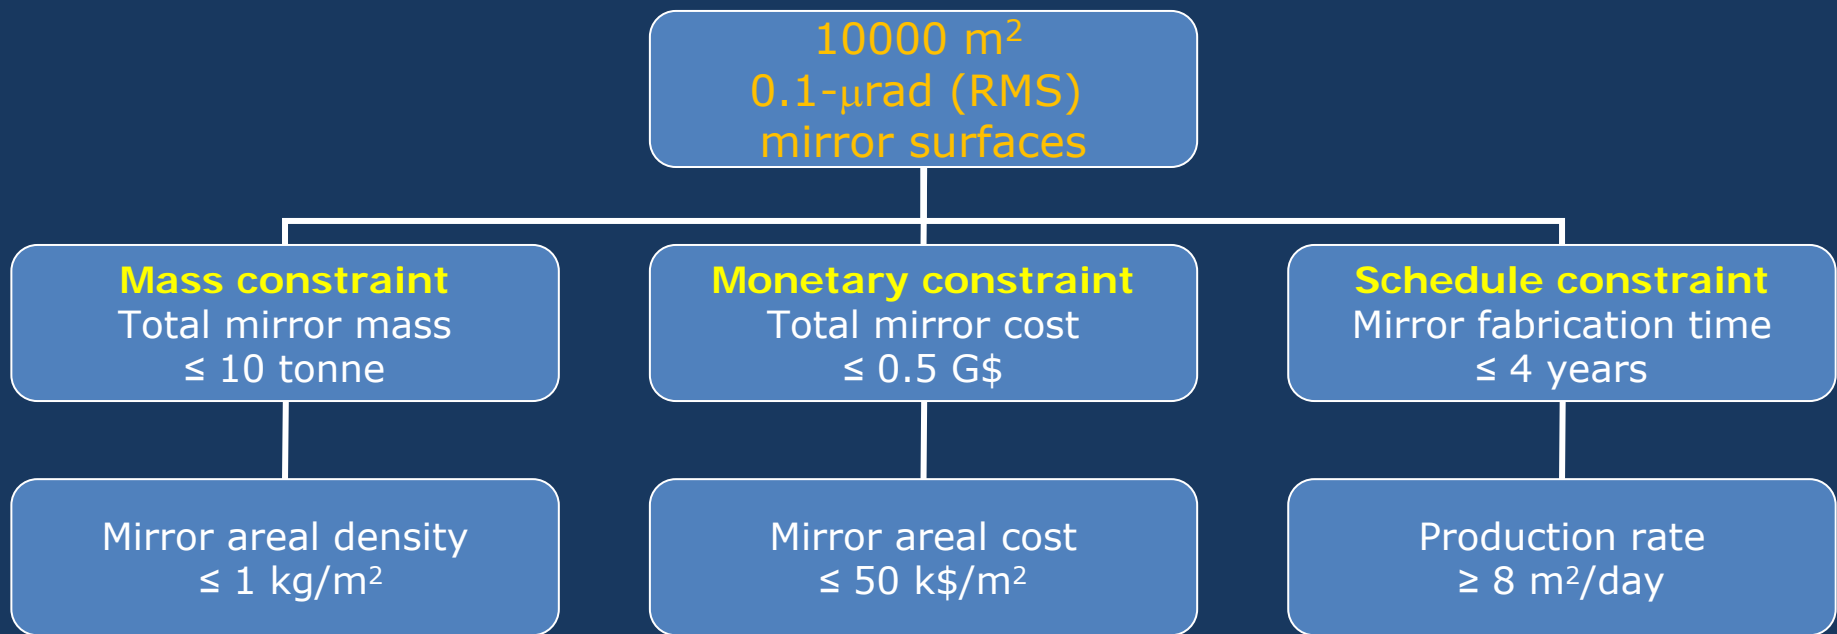 10000 m²
0.1-μrad (RMS)
mirror surfaces
Mass constraint
Total mirror mass
≤ 10 tonne
Monetary constraint
Total mirror cost
≤ 0.5 G$
Schedule constraint
Mirror fabrication time
≤ 4 years
Mirror areal density
≤ 1 kg/m²
Mirror areal cost
≤ 50 k$/m²
Production rate
≥ 8 m²/day